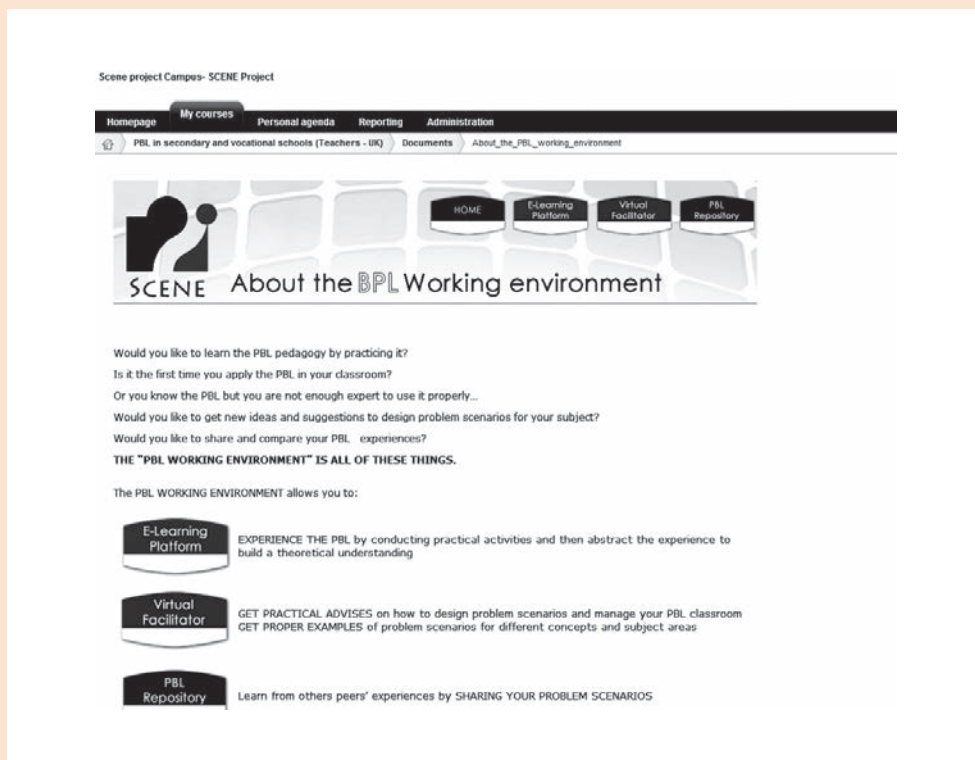 Scene project Campus- SCENE Project
Homepage My courses Personal agenda Reporting Administration
PBL in secondary and vocational schools (Teachers - UK) Documents About_the_PBL_working_environment
HOME E-Learning Platform Virtual Facilitator PBL Repository
SCENE About the BPL Working environment
Would you like to learn the PBL pedagogy by practicing it?
Is it the first time you apply the PBL in your classroom?
Or you know the PBL but you are not enough expert to use it properly...
Would you like to get new ideas and suggestions to design problem scenarios for your subject?
Would you like to share and compare your PBL experiences?
THE "PBL WORKING ENVIRONMENT" IS ALL OF THESE THINGS.
The PBL WORKING ENVIRONMENT allows you to:
E-Learning
Platform
EXPERIENCE THE PBL by conducting practical activities and then abstract the experience to
build a theoretical understanding
Virtual
Facilitator
GET PRACTICAL ADVISES on how to design problem scenarios and manage your PBL classroom
GET PROPER EXAMPLES of problem scenarios for different concepts and subject areas
PBL
Repository
Learn from others peers' experiences by SHARING YOUR PROBLEM SCENARIOS